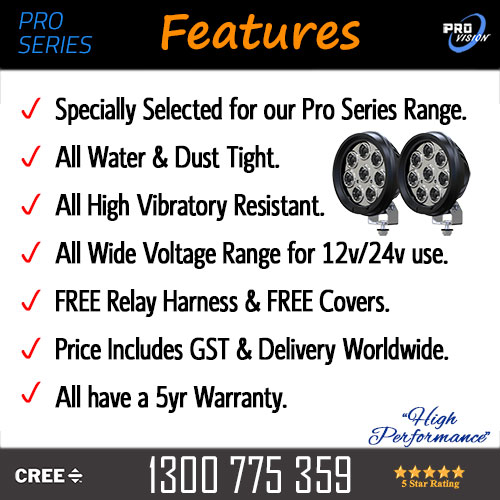 PRO
SERIES
Features
PRO
VISION
Specially Selected for our Pro Series Range.
All Water & Dust Tight.
All High Vibratory Resistant.
All Wide Voltage Range for 12v/24v use.
FREE Relay Harness & FREE Covers.
Price Includes GST & Delivery Worldwide.
All have a 5yr Warranty.
"High
Performance"
CREE
1300 775 359
5 Star Rating